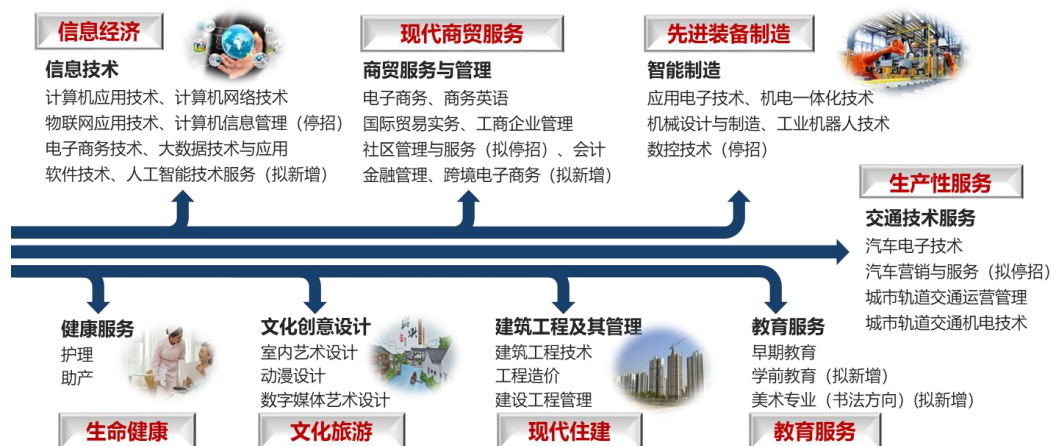 信息经济
信息技术
计算机应用技术、计算机网络技术
物联网应用技术、计算机信息管理（停招）
电子商务技术、大数据技术与应用
软件技术、人工智能技术服务（拟新增）
现代商贸服务
商贸服务与管理
电子商务、商务英语
国际贸易实务、工商企业管理
社区管理与服务（拟停招）、会计
金融管理、跨境电子商务（拟新增）
先进装备制造
智能制造
应用电子技术、机电一体化技术
机械设计与制造、工业机器人技术
数控技术（停招）
生产性服务
交通技术服务
汽车电子技术
汽车营销与服务（拟停招）
城市轨道交通运营管理
城市轨道交通机电技术
健康服务
护理
助产
生命健康
文化创意设计
室内艺术设计
动漫设计
数字媒体艺术设计
文化旅游
建筑工程及其管理
建筑工程技术
工程造价
建设工程管理
现代住建
教育服务
早期教育
学前教育（拟新增）
美术专业（书法方向）(拟新增）
教育服务